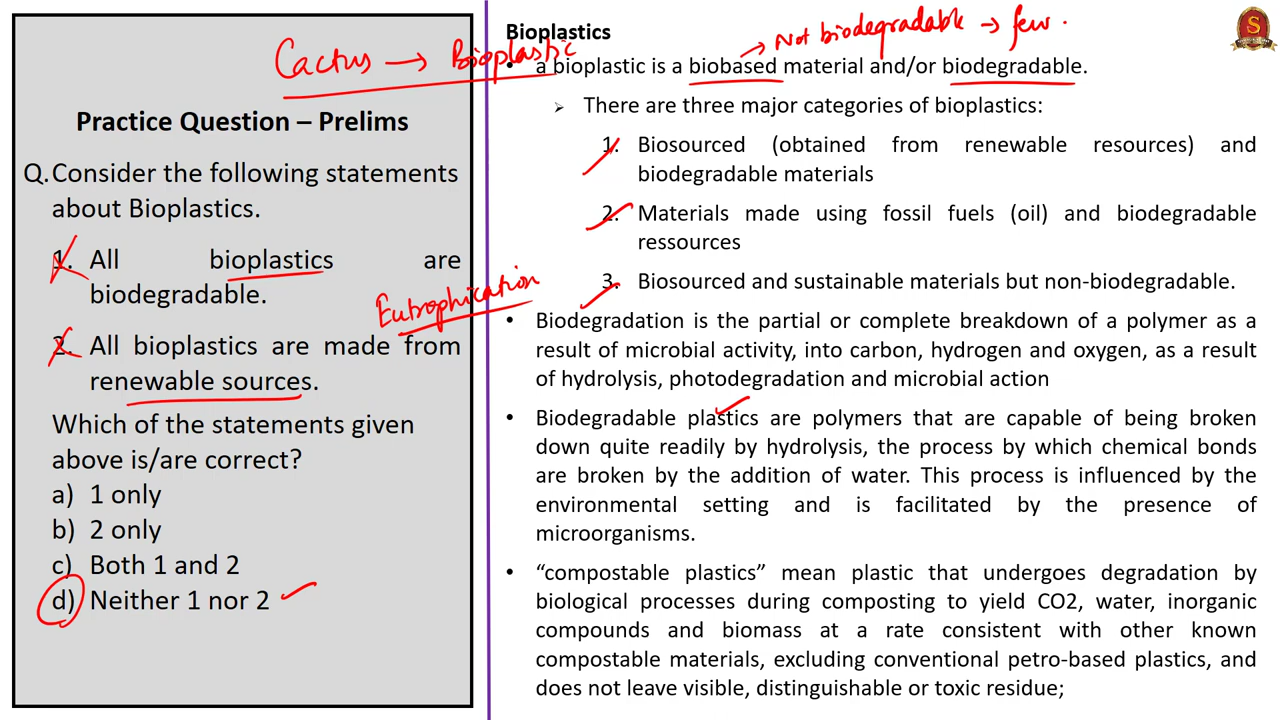 Cactus → Bioplastic
Practice Question – Prelims
Q. Consider the following statements
about Bioplastics.
1. All bioplastics are
biodegradable.
Eutrophication
2. All bioplastics are made from
renewable sources.
Which of the statements given
above is/are correct?
a) 1 only
b) 2 only
c) Both 1 and 2
d) Neither 1 nor 2
Bioplastics
→ Not biodegradable → few.
• a bioplastic is a biobased material and/or biodegradable.
➢ There are three major categories of bioplastics:
1. Biosourced (obtained from renewable resources) and
biodegradable materials
2. Materials made using fossil fuels (oil) and biodegradable
ressources
3. Biosourced and sustainable materials but non-biodegradable.
• Biodegradation is the partial or complete breakdown of a polymer as a
result of microbial activity, into carbon, hydrogen and oxygen, as a result
of hydrolysis, photodegradation and microbial action
• Biodegradable plastics are polymers that are capable of being broken
down quite readily by hydrolysis, the process by which chemical bonds
are broken by the addition of water. This process is influenced by the
environmental setting and is facilitated by the presence of
microorganisms.
• “compostable plastics” mean plastic that undergoes degradation by
biological processes during composting to yield CO2, water, inorganic
compounds and biomass at a rate consistent with other known
compostable materials, excluding conventional petro-based plastics, and
does not leave visible, distinguishable or toxic residue;
S